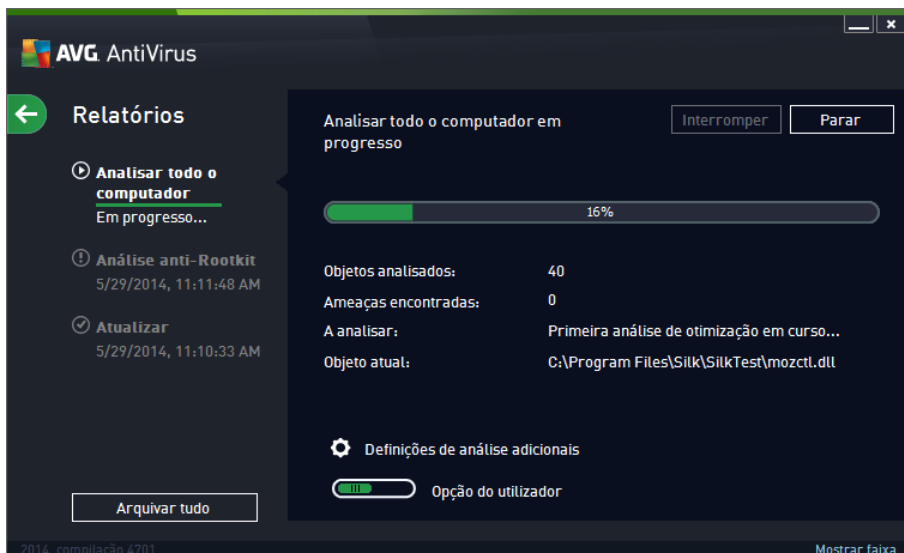 AVG AntiVirus
Relatórios
Analisar todo o
computador
Em progresso...
Análise anti-Rootkit
5/29/2014, 11:11:48 AM
Atualizar
5/29/2014, 11:10:33 AM
Arquivar tudo
Analisar todo o computador em
progresso
Interromper
Parar
16%
Objetos analisados: 40
Ameaças encontradas: 0
A analisar: Primeira análise de otimização em curso...
Objeto atual: C:\Program Files\Silk\SilkTest\mozctl.dll
Definições de análise adicionais
Opção do utilizador
2014 compilação 4701
Mostrar faixa